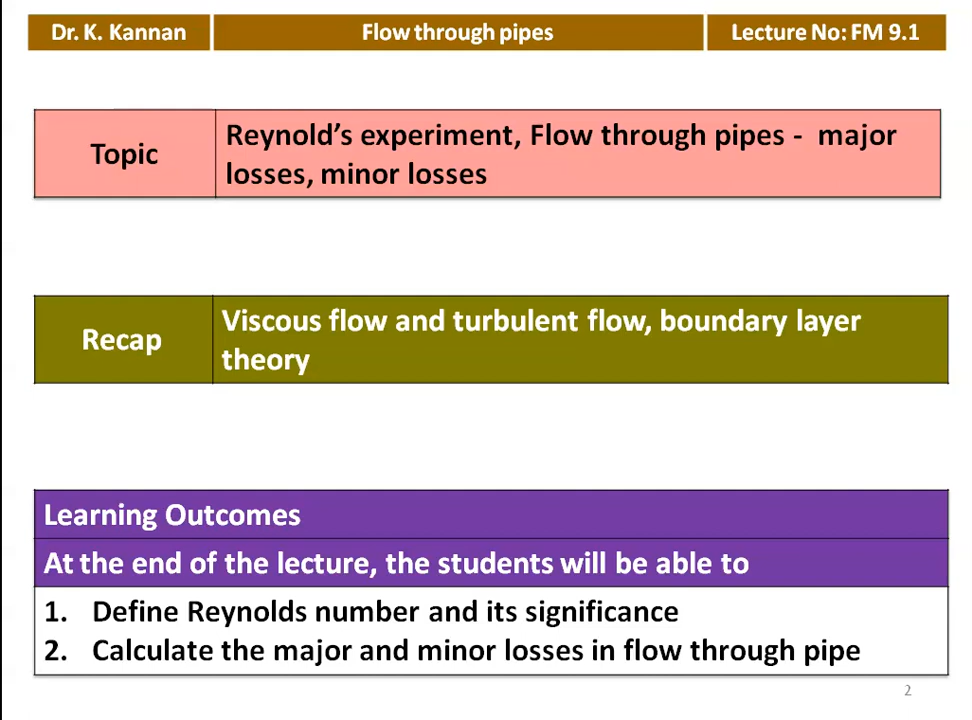 Dr. K. Kannan
Flow through pipes
Lecture No: FM 9.1
Topic
Reynold’s experiment, Flow through pipes -  major
losses, minor losses
Recap
Viscous flow and turbulent flow, boundary layer
theory
Learning Outcomes
At the end of the lecture, the students will be able to
1. Define Reynolds number and its significance
2. Calculate the major and minor losses in flow through pipe
2